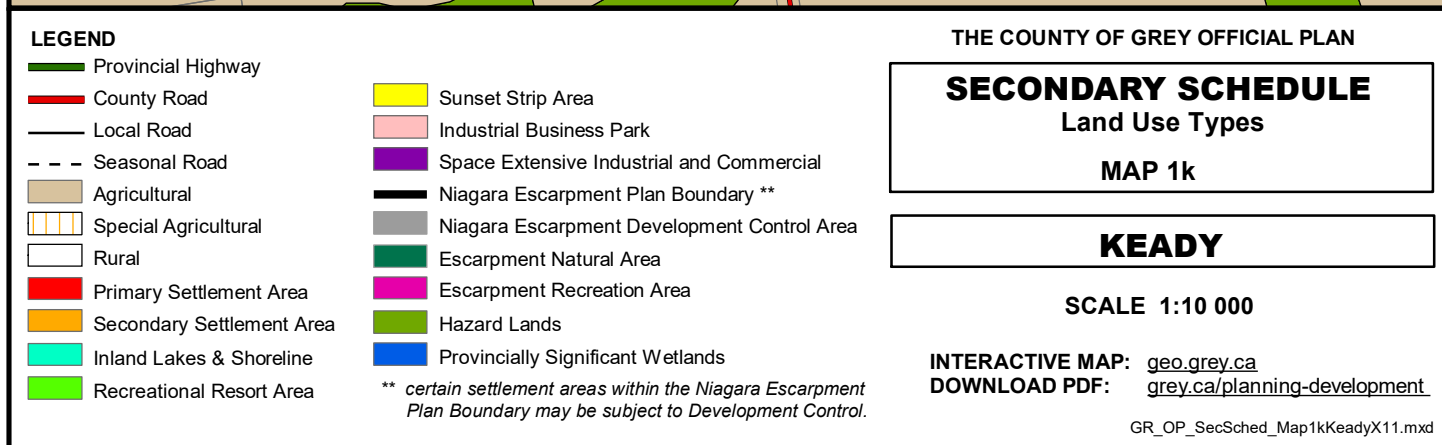 LEGEND
Provincial Highway
County Road
Local Road
Seasonal Road
Agricultural
Special Agricultural
Rural
Primary Settlement Area
Secondary Settlement Area
Inland Lakes & Shoreline
Recreational Resort Area
Sunset Strip Area
Industrial Business Park
Space Extensive Industrial and Commercial
Niagara Escarpment Plan Boundary **
Niagara Escarpment Development Control Area
Escarpment Natural Area
Escarpment Recreation Area
Hazard Lands
Provincially Significant Wetlands
** certain settlement areas within the Niagara Escarpment
Plan Boundary may be subject to Development Control.
THE COUNTY OF GREY OFFICIAL PLAN
SECONDARY SCHEDULE
Land Use Types
MAP 1k
KEADY
SCALE 1:10 000
INTERACTIVE MAP: geo.grey.ca
DOWNLOAD PDF: grey.ca/planning-development
GR_OP_SecSched_Map1kKeadyX11.mxd